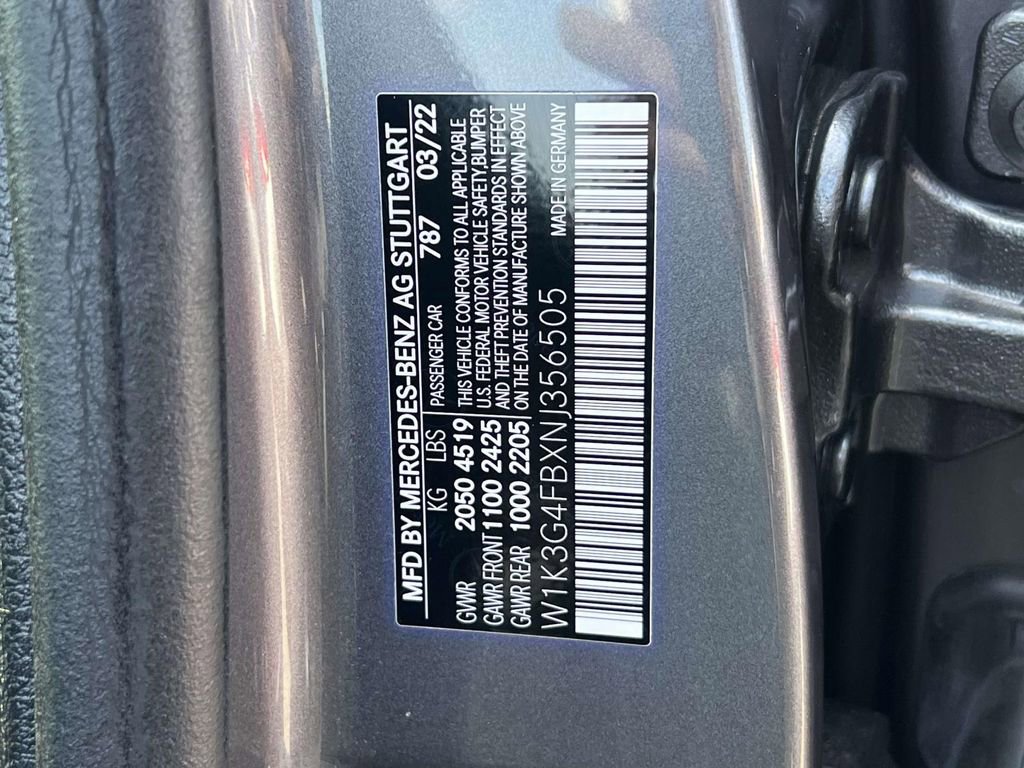 MFD BY MERCEDES-BENZ AG STUTTGART
KG LBS PASSENGER CAR 787 03/22
GVWR 2050 4519 THIS VEHICLE CONFORMS TO ALL APPLICABLE
GAWR FRONT 1100 2425 U.S. FEDERAL MOTOR VEHICLE SAFETY,BUMPER
AND THEFT PREVENTION STANDARDS IN EFFECT
GAWR REAR 1000 2205 ON THE DATE OF MANUFACTURE SHOWN ABOVE
W1K3G4FBXNJ356505 MADE IN GERMANY